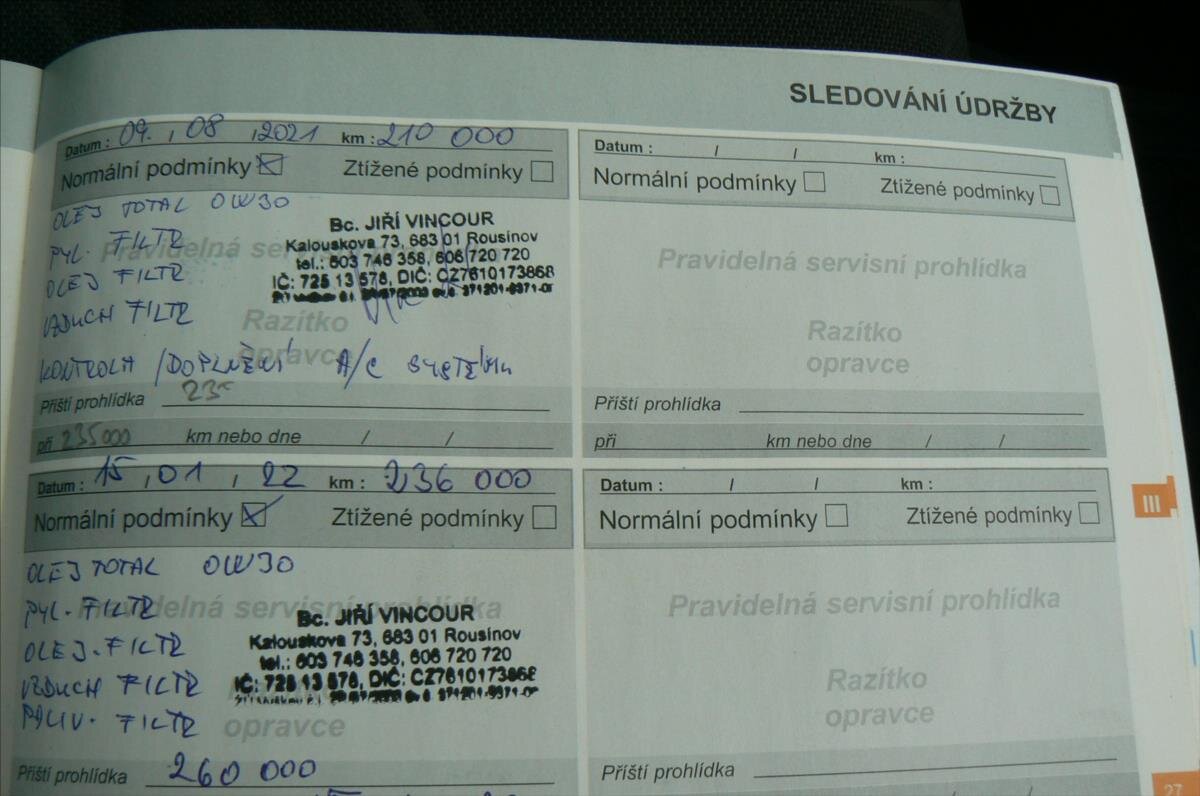 SLEDOVÁNÍ ÚDRŽBY
Datum : 09. , 08 , 2021 km : 210 000
Normální podmínky Ztížené podmínky
OLEJ TOTAL 0W30
PYL. FILTR
OLEJ FILTR
VZDUCH FILTR
KONTROLA /DOPLNĚNÍ A/C SYSTÉMU
Pravidelná servisní
Razítko
opravce
Bc. JIŘÍ VINCOUR
Kalouskova 73, 683 01 Rousínov
tel.: 603 746 358, 606 720 720
IČ: 725 13 578, DIČ: CZ7610173868
Příští prohlídka 235
při 235000 km nebo dne / /
Datum : 15 , 01 , 22 km : 236 000
Normální podmínky Ztížené podmínky
OLEJ TOTAL 0W30
PYL. FILTR
OLEJ. FILTR
VZDUCH FILTR
PALIV. FILTR
Pravidelná servisní prohlídka
opravce
Bc. JIŘÍ VINCOUR
Kalouskova 73, 683 01 Rousínov
tel.: 603 746 358, 606 720 720
IČ: 725 13 578, DIČ: CZ7610173868
Příští prohlídka 260 000
Datum : / / km :
Normální podmínky Ztížené podmínky
Pravidelná servisní prohlídka
Razítko
opravce
Příští prohlídka
při km nebo dne / /
Datum : / / km :
Normální podmínky Ztížené podmínky
Pravidelná servisní prohlídka
Razítko
opravce
Příští prohlídka
III
27